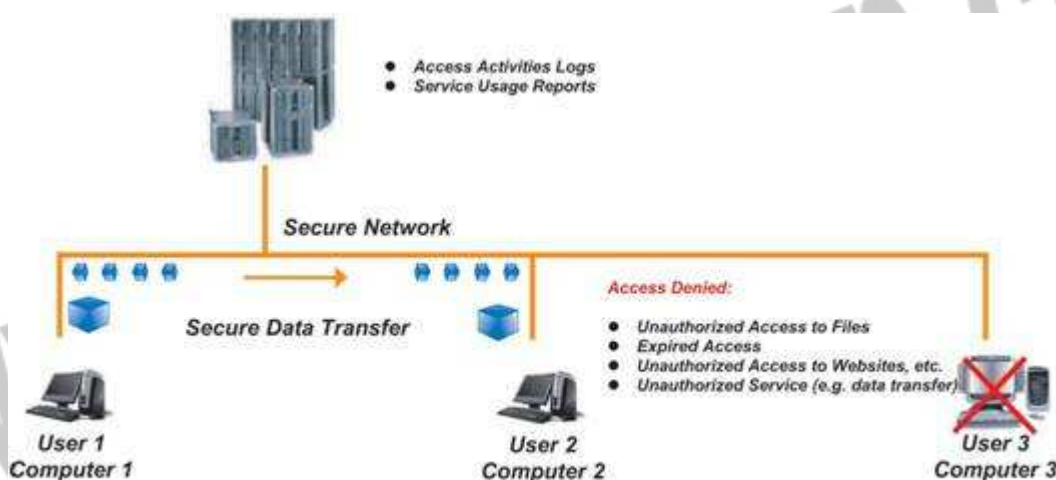 ● Access Activities Logs
● Service Usage Reports
Secure Network
Secure Data Transfer
Access Denied:
● Unauthorized Access to Files
● Expired Access
● Unauthorized Access to Websites, etc.
● Unauthorized Service (e.g. data transfer)
User 1
Computer 1
User 2
Computer 2
User 3
Computer 3